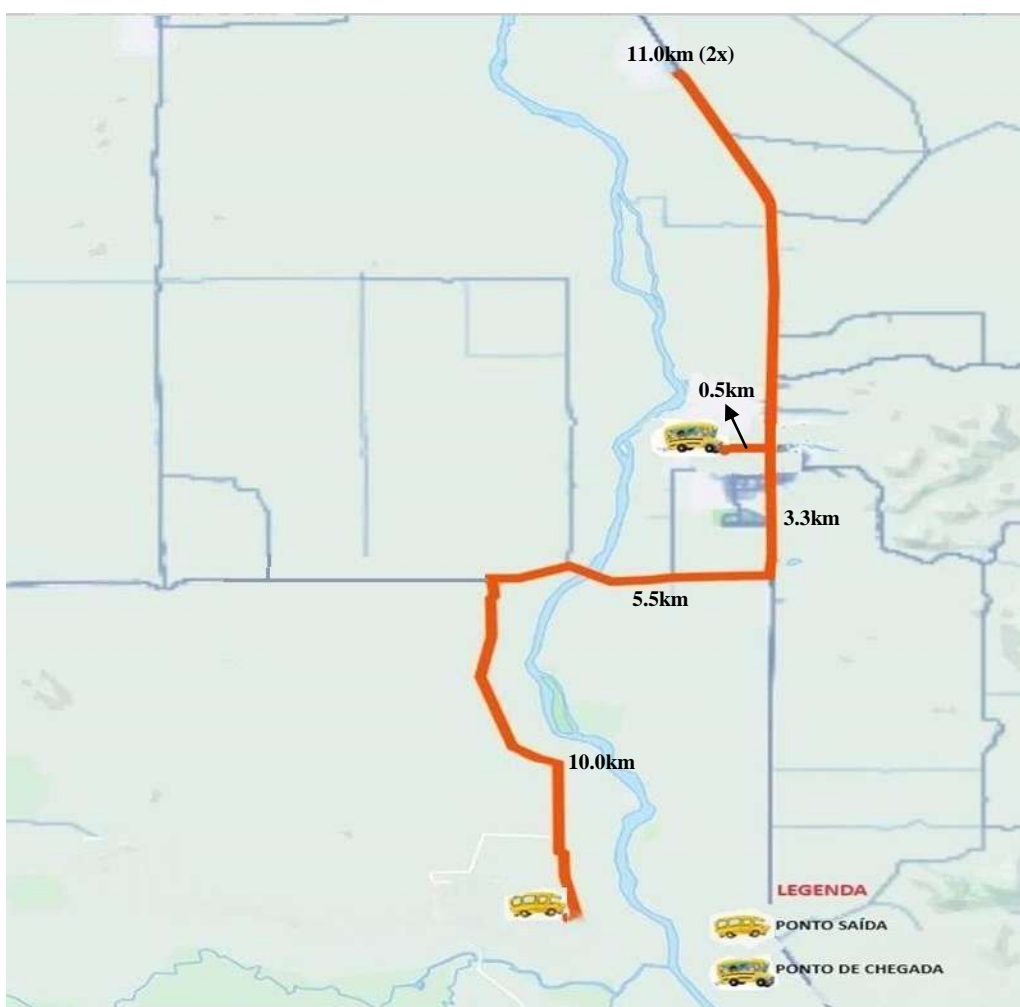 11.0km (2x)
0.5km
3.3km
5.5km
10.0km
LEGENDA
PONTO SAÍDA
PONTO DE CHEGADA